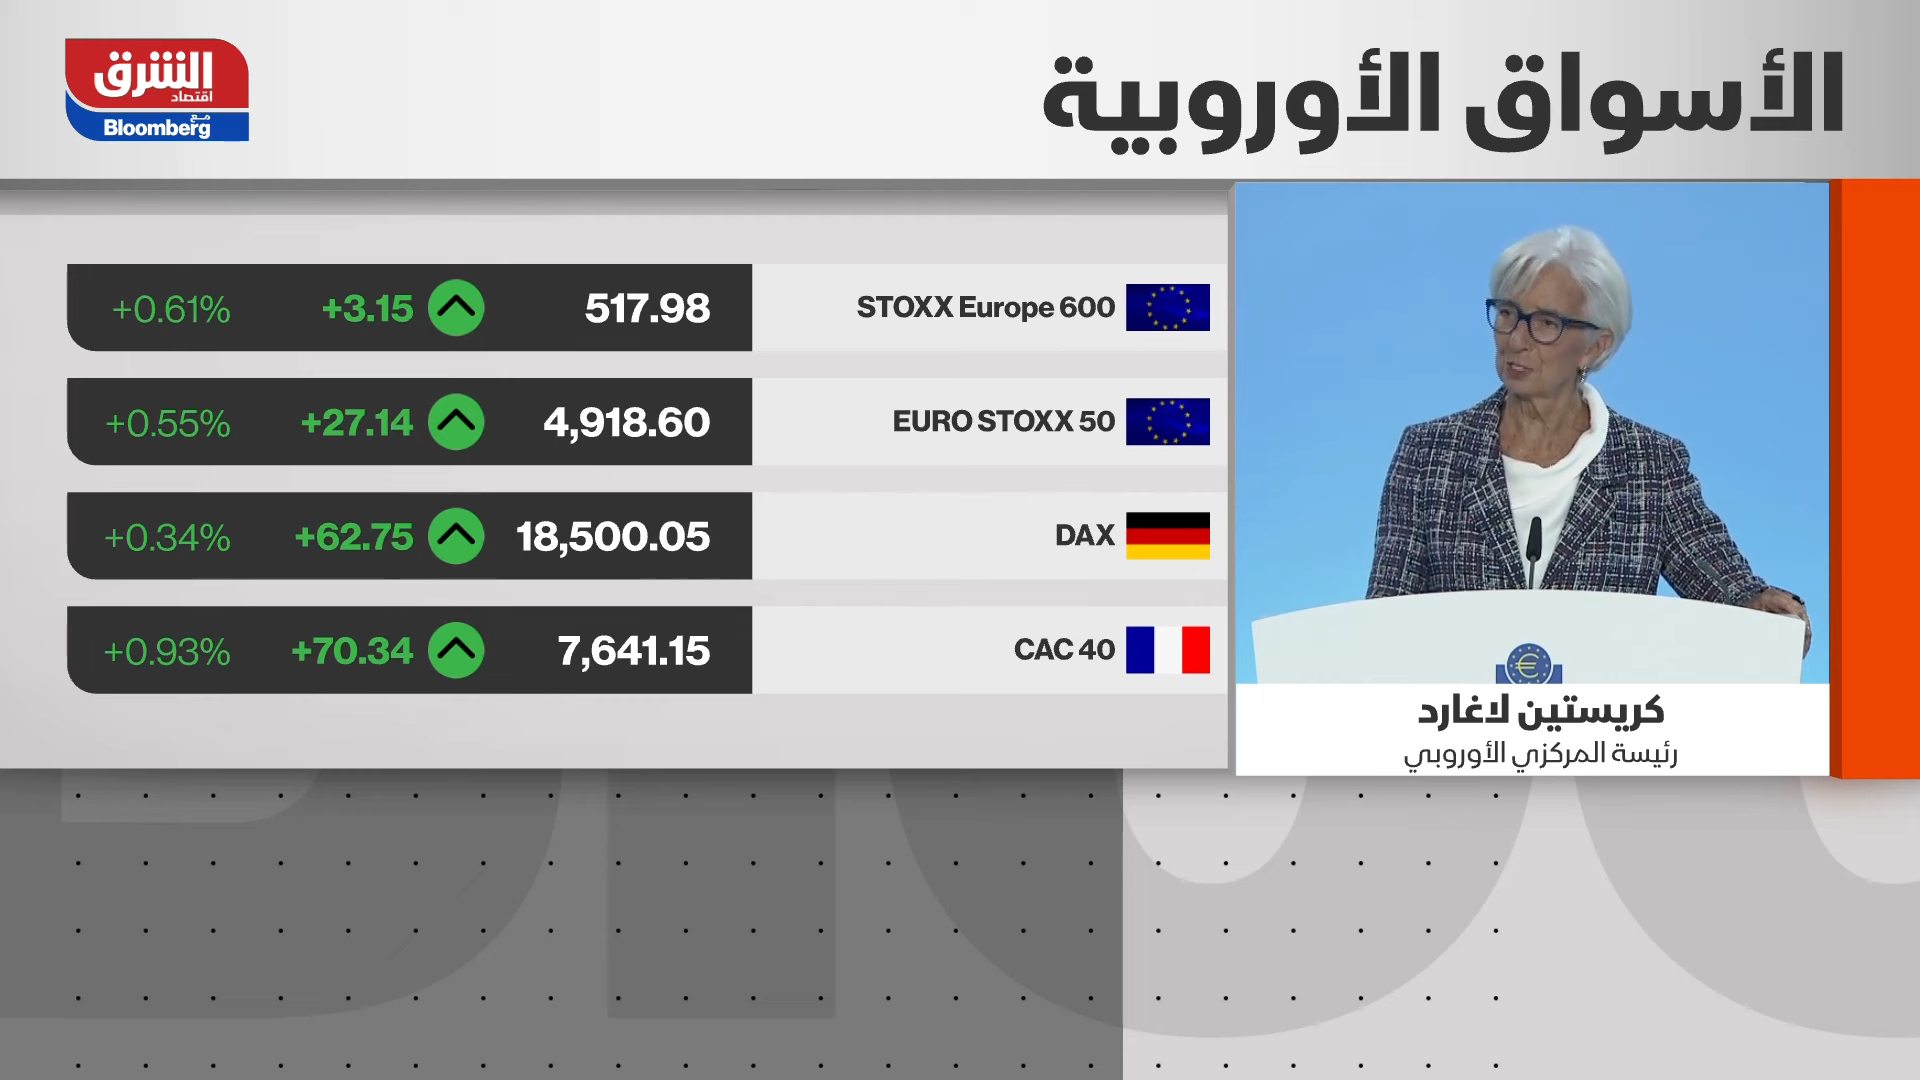 الأسواق الأوروبية
الشرق
اقتصاد
مع
Bloomberg
STOXX Europe 600 517.98 +3.15 +0.61%
EURO STOXX 50 4,918.60 +27.14 +0.55%
DAX 18,500.05 +62.75 +0.34%
CAC 40 7,641.15 +70.34 +0.93%
كريستين لاغارد
رئيسة المركزي الأوروبي